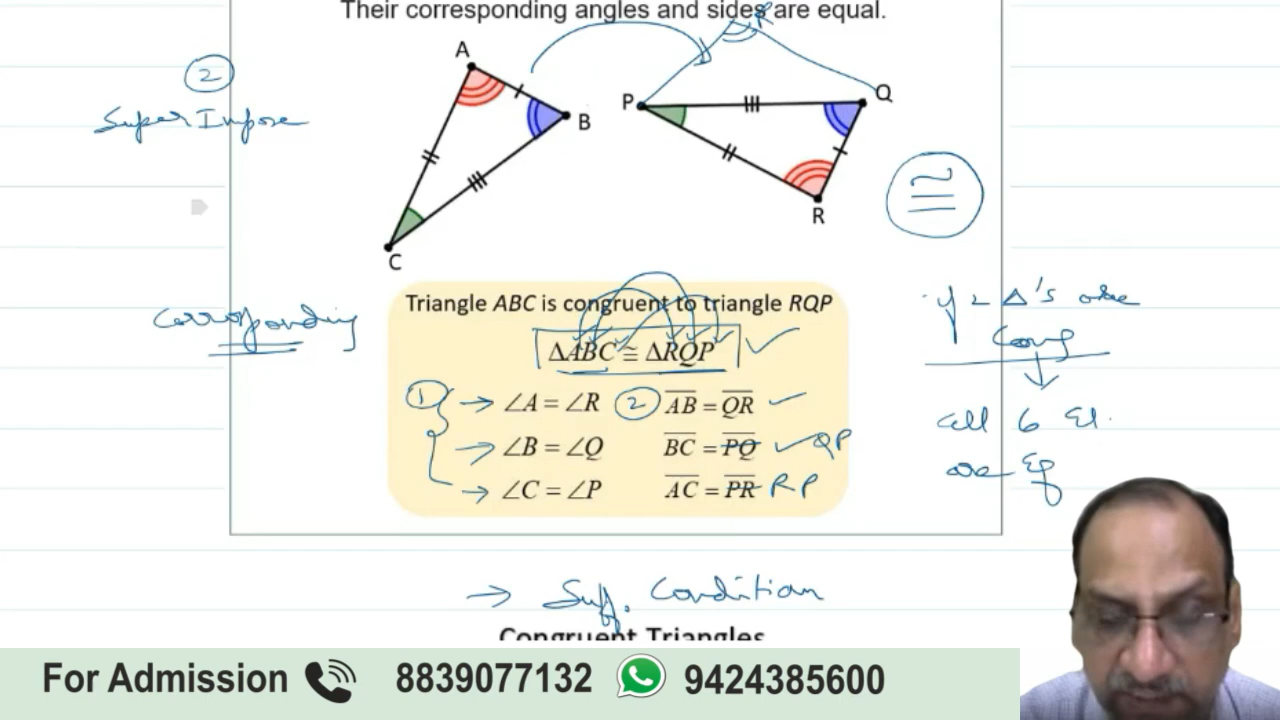 Their corresponding angles and sides are equal.
R
A
B
C
P
Q
R
2
Super Impose
≅
Triangle ABC is congruent to triangle RQP
ΔABC ≅ ΔRQP
1
∠A = ∠R
2
AB = QR
∠B = ∠Q
BC = PQ
QP
∠C = ∠P
AC = PR
RP
if 2 Δ's are
Cong
all 6 El.
are Eq
→ Suff. Condition
Congruent Triangles
For Admission
8839077132
9424385600